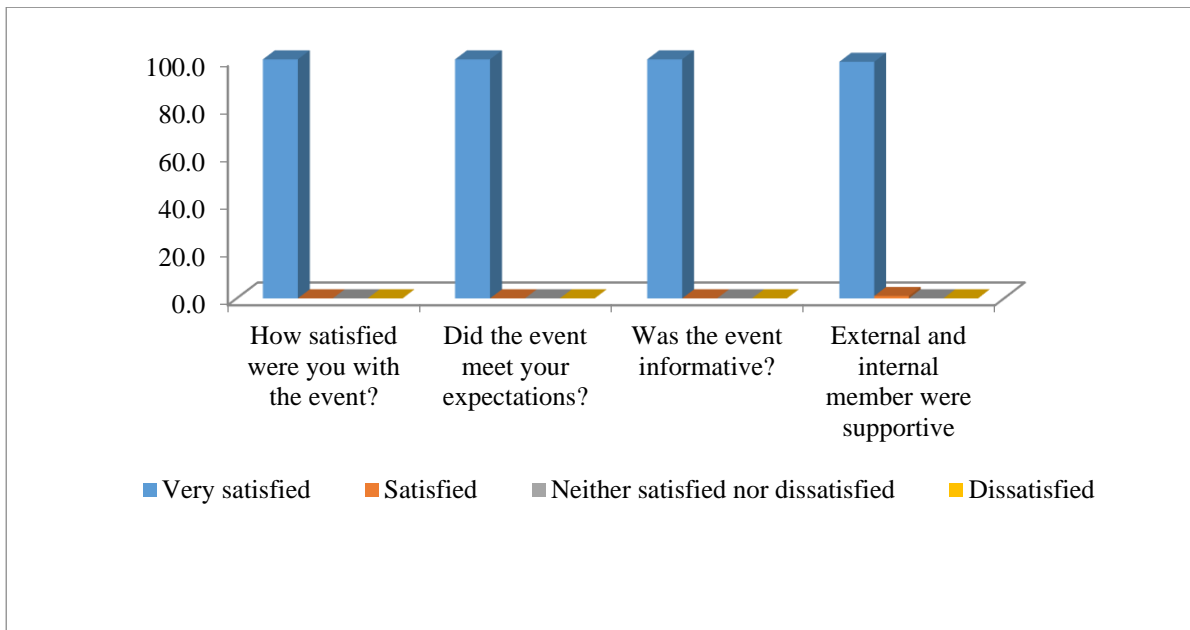 100.0
80.0
60.0
40.0
20.0
0.0
How satisfied
were you with
the event?
Did the event
meet your
expectations?
Was the event
informative?
External and
internal
member were
supportive
Very satisfied
Satisfied
Neither satisfied nor dissatisfied
Dissatisfied